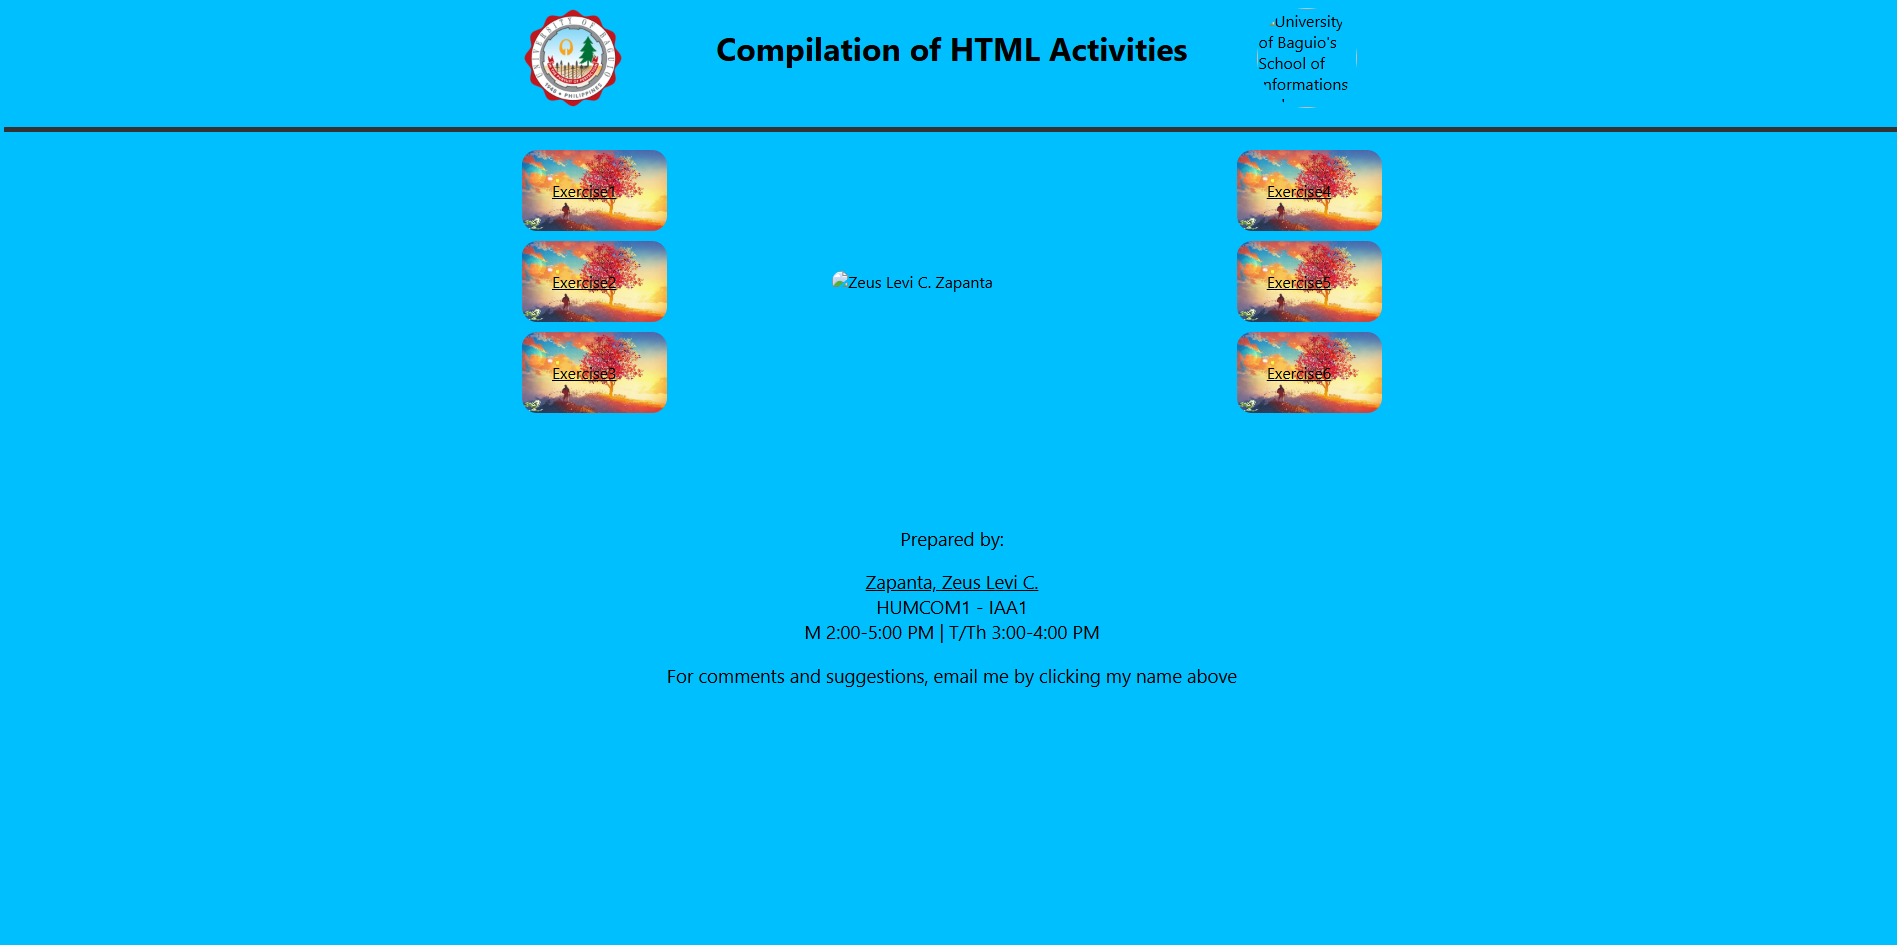 UNIVERSITY OF BAGUIO
1948 • PHILIPPINES
Compilation of HTML Activities
University
of Baguio's
School of
nformations
Exercise1
Exercise2
Exercise3
Zeus Levi C. Zapanta
Exercise4
Exercise5
Exercise6
Prepared by:
Zapanta, Zeus Levi C.
HUMCOM1 - IAA1
M 2:00-5:00 PM | T/Th 3:00-4:00 PM
For comments and suggestions, email me by clicking my name above